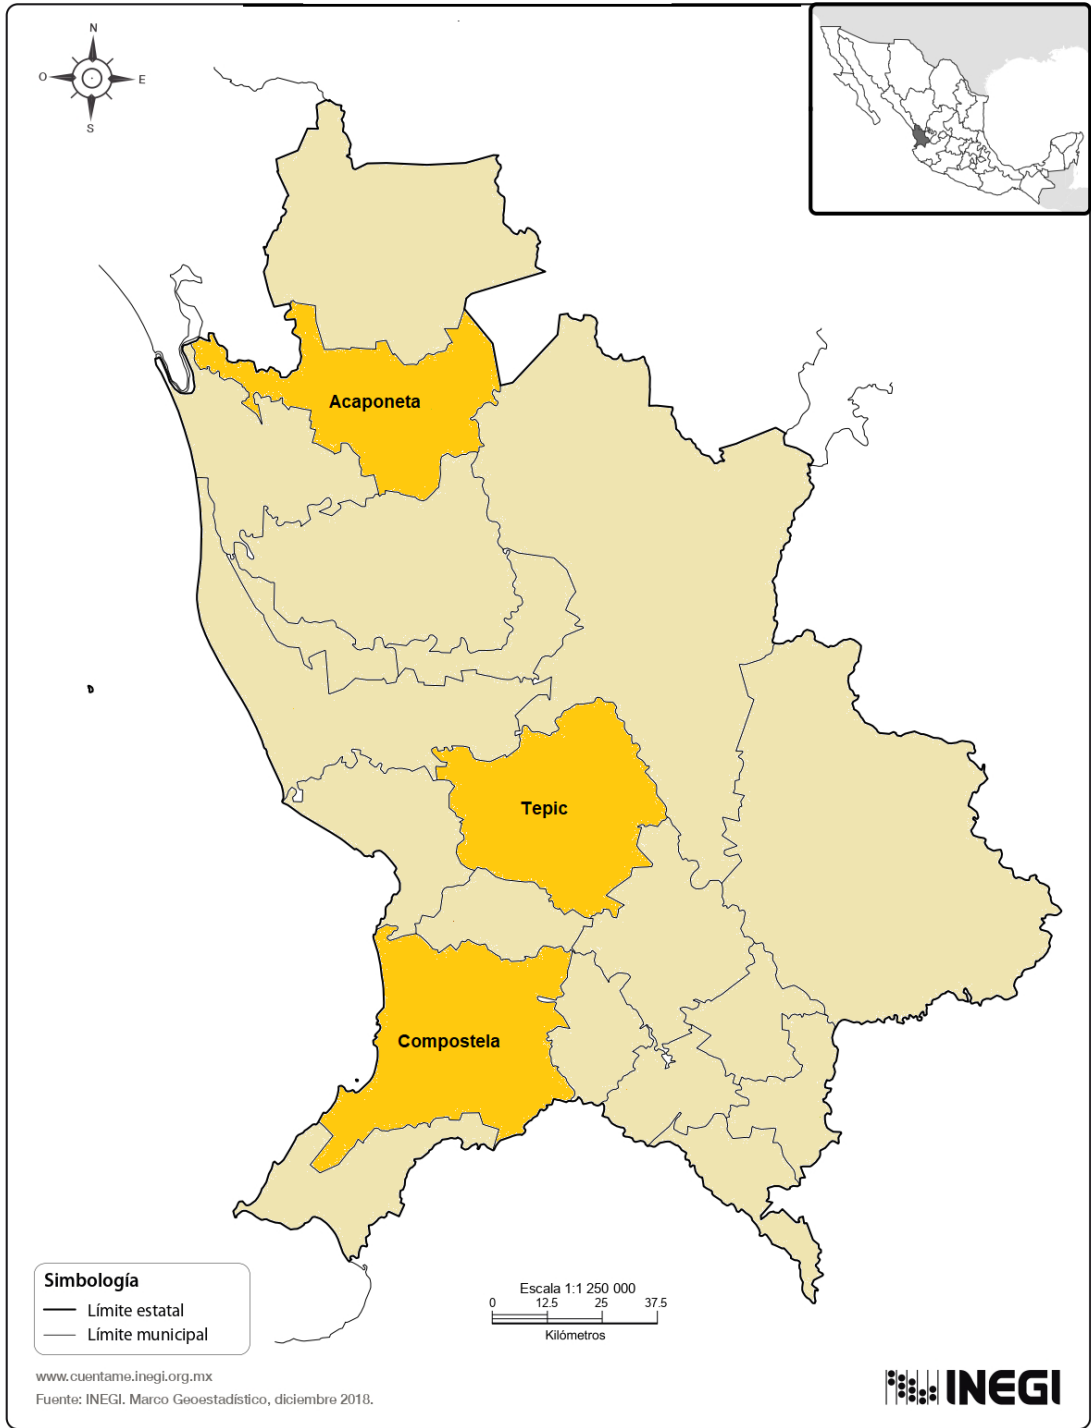 N
O
E
S
Acaponeta
Tepic
Compostela
Simbología
Límite estatal
Límite municipal
Escala 1:1 250 000
0 12.5 25 37.5
Kilómetros
www.cuentame.inegi.org.mx
Fuente: INEGI. Marco Geoestadístico, diciembre 2018.
INEGI